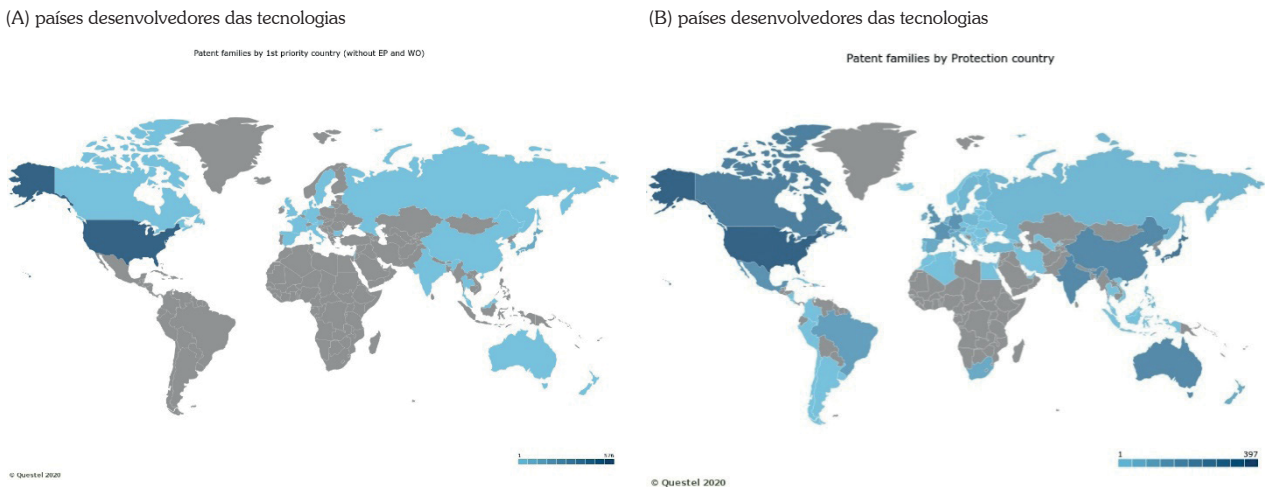 (A) países desenvolvedores das tecnologias
Patent families by 1st priority country (without EP and WO)
1 376
© Questel 2020
(B) países desenvolvedores das tecnologias
Patent families by Protection country
1 397
© Questel 2020